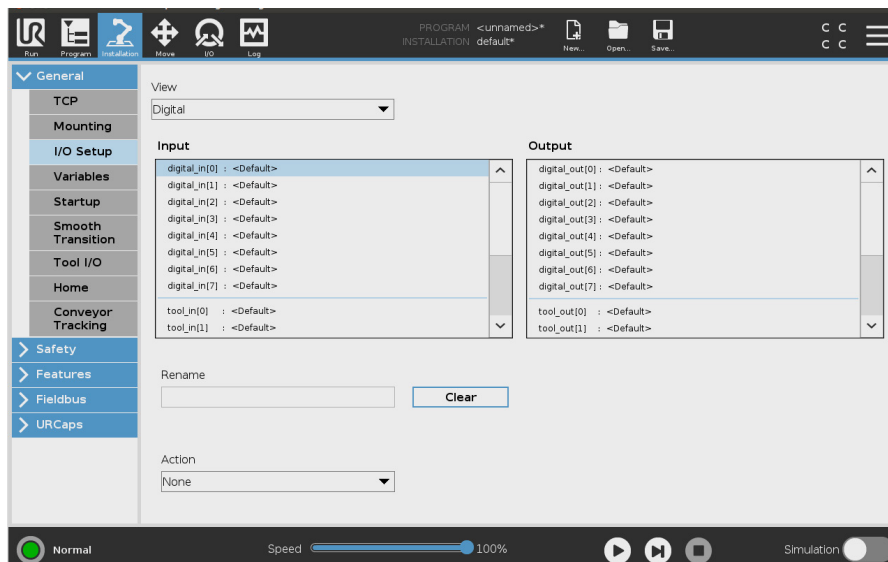 PROGRAM <unnamed>*
INSTALLATION default*
UR
Run
Program
Installation
Move
I/O
Log
New...
Open...
Save...
C C
C C
General
TCP
Mounting
I/O Setup
Variables
Startup
Smooth
Transition
Tool I/O
Home
Conveyor
Tracking
Safety
Features
Fieldbus
URCaps
View
Digital
Input
digital_in[0] : <Default>
digital_in[1] : <Default>
digital_in[2] : <Default>
digital_in[3] : <Default>
digital_in[4] : <Default>
digital_in[5] : <Default>
digital_in[6] : <Default>
digital_in[7] : <Default>
tool_in[0] : <Default>
tool_in[1] : <Default>
Output
digital_out[0] : <Default>
digital_out[1] : <Default>
digital_out[2] : <Default>
digital_out[3] : <Default>
digital_out[4] : <Default>
digital_out[5] : <Default>
digital_out[6] : <Default>
digital_out[7] : <Default>
tool_out[0] : <Default>
tool_out[1] : <Default>
Rename
Clear
Action
None
Normal
Speed
100%
Simulation